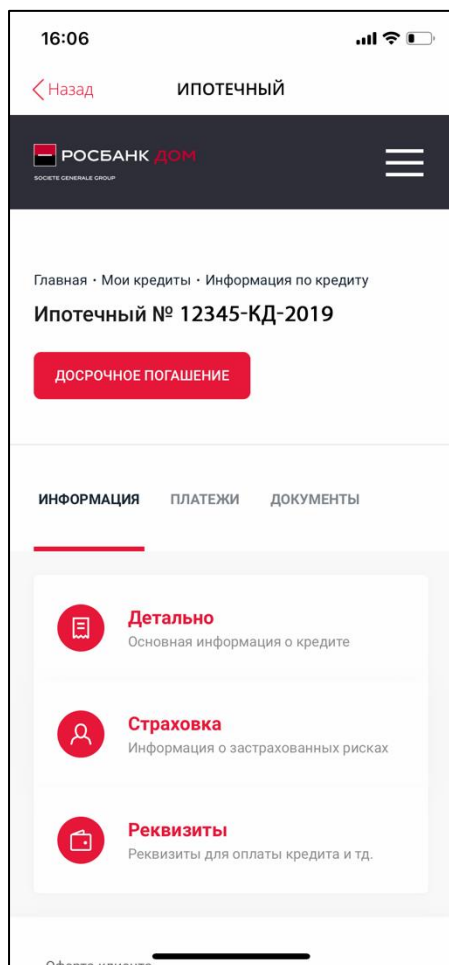 16:06
Назад
ИПОТЕЧНЫЙ
РОСБАНК ДОМ
SOCIETE GENERALE GROUP
Главная · Мои кредиты · Информация по кредиту
Ипотечный № 12345-КД-2019
ДОСРОЧНОЕ ПОГАШЕНИЕ
ИНФОРМАЦИЯ ПЛАТЕЖИ ДОКУМЕНТЫ
Детально
Основная информация о кредите
Страховка
Информация о застрахованных рисках
Реквизиты
Реквизиты для оплаты кредита и тд.